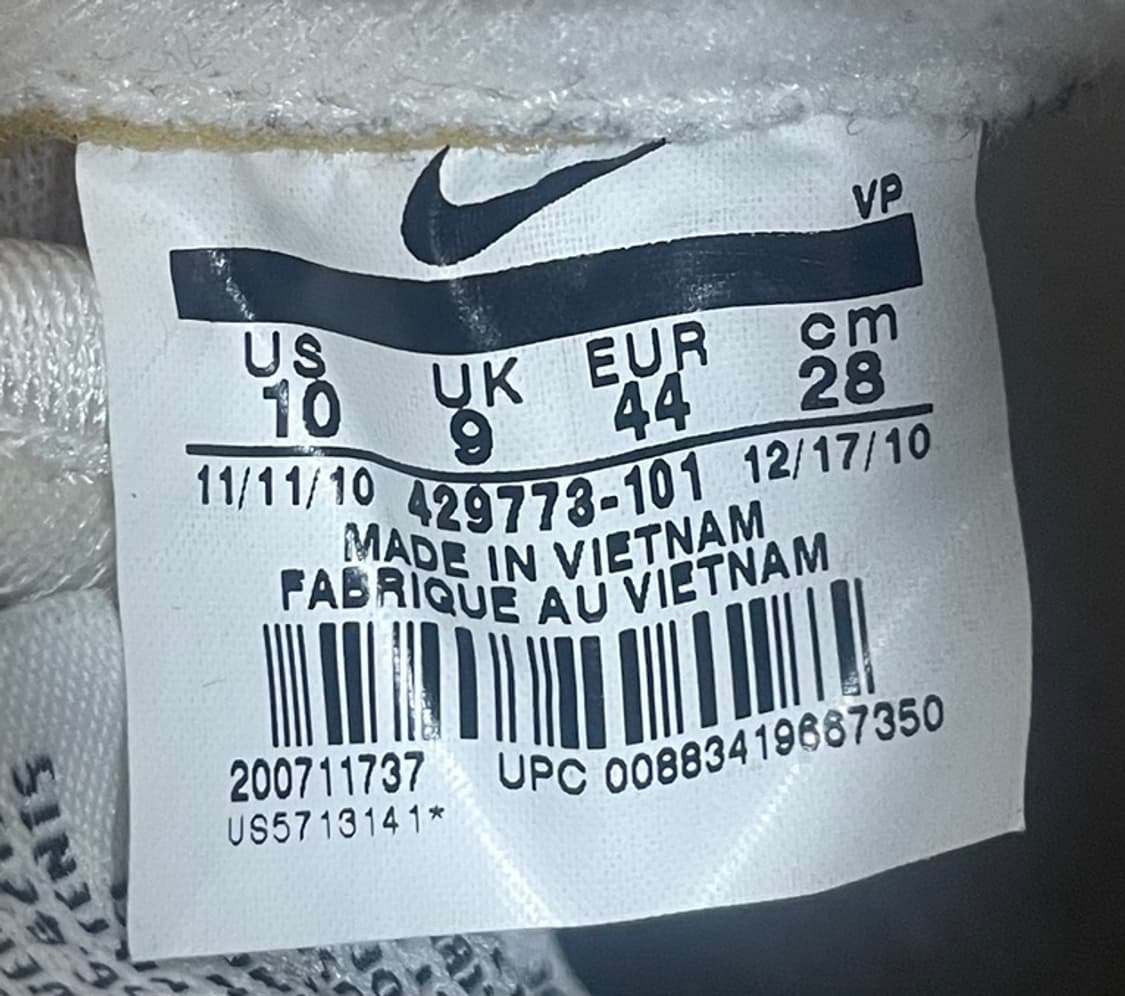 VP
US UK EUR cm
10 9 44 28
11/11/10 429773-101 12/17/10
MADE IN VIETNAM
FABRIQUE AU VIETNAM
200711737 UPC 00883419687350
US5713141*